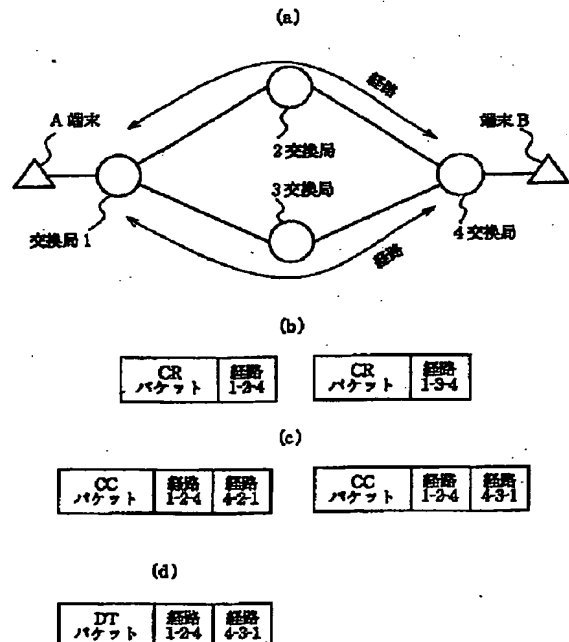 (a)
経路
A 端末
端末 B
2 交換局
3 交換局
交換局 1
4 交換局
経路
(b)
CR
パケット
経路
1-2-4
CR
パケット
経路
1-3-4
(c)
CC
パケット
経路
1-2-4
経路
4-2-1
CC
パケット
経路
1-2-4
経路
4-3-1
(d)
DT
パケット
経路
1-2-4
経路
4-3-1